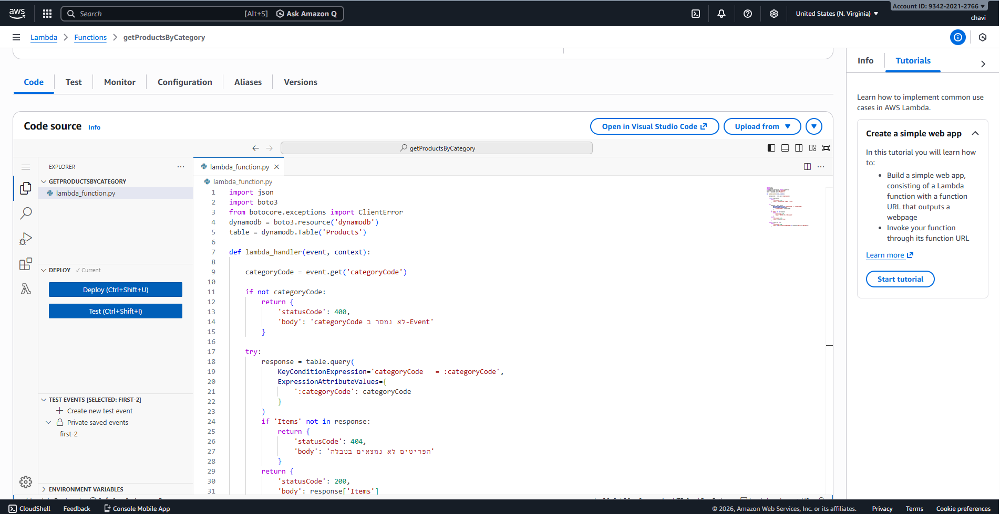 aws
Search
[Alt+S]
Ask Amazon Q
United States (N. Virginia) ▼
Account ID: 9342-2021-2766 ▼
chavi
Lambda
Functions
getProductsByCategory
Code
Test
Monitor
Configuration
Aliases
Versions
Code source
Info
Open in Visual Studio Code
Upload from ▼
getProductsByCategory
EXPLORER
GETPRODUCTSBYCATEGORY
lambda_function.py
DEPLOY
✓ Current
Deploy (Ctrl+Shift+U)
Test (Ctrl+Shift+I)
TEST EVENTS [SELECTED: FIRST-2]
Create new test event
Private saved events
first-2
ENVIRONMENT VARIABLES
lambda_function.py
lambda_function.py
1 import json
2 import boto3
3 from botocore.exceptions import ClientError
4 dynamodb = boto3.resource('dynamodb')
5 table = dynamodb.Table('Products')
6
7 def lambda_handler(event, context):
8
9 categoryCode = event.get('categoryCode')
10
11 if not categoryCode:
12 return {
13 'statusCode': 400,
14 'body': 'categoryCode לא נמסר ב-Event'
15 }
16
17 try:
18 response = table.query(
19 KeyConditionExpression='categoryCode   = :categoryCode',
20 ExpressionAttributeValues={
21 ':categoryCode': categoryCode
22 }
23 )
24 if 'Items' not in response:
25 return {
26 'statusCode': 404,
27 'body': 'הפריטים לא נמצאים בטבלה'
28 }
29 return {
30 'statusCode': 200,
31 'body': response['Items']
Info
Tutorials
Learn how to implement common use
cases in AWS Lambda.
Create a simple web app
In this tutorial you will learn how
to:
• Build a simple web app,
consisting of a Lambda
function with a function
URL that outputs a
webpage
• Invoke your function
through its function URL
Learn more
Start tutorial
CloudShell
Feedback
Console Mobile App
© 2026, Amazon Web Services, Inc. or its affiliates.
Privacy
Terms
Cookie preferences